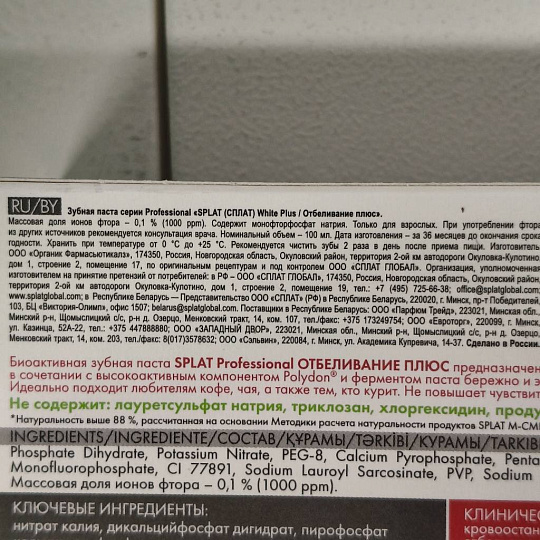 RU/BY Зубная паста серии Professional «SPLAT (СПЛАТ) White Plus / Отбеливание плюс».
Массовая доля ионов фтора – 0,1 % (1000 ppm). Содержит монофторфосфат натрия. Только для взрослых. При употреблении фтора
из других источников рекомендуется консультация врача. Номинальный объем – 100 мл. Дата изготовления – за 36 месяцев до окончания срока
годности. Хранить при температуре от 0 °С до +25 °С. Рекомендуется чистить зубы 2 раза в день после приема пищи. Изготовитель
ООО «Органик Фармасьютикалз», 174350, Россия, Новгородская область, Окуловский район, территория 2-ой км автодороги Окуловка-Кулотино,
дом 1, строение 2, помещение 17, по оригинальным рецептурам и под контролем ООО «СПЛАТ ГЛОБАЛ». Организация, уполномоченная
изготовителем на принятие претензий от потребителей: в РФ – ООО «СПЛАТ ГЛОБАЛ», 174350, Россия, Новгородская область, Окуловский район,
территория 2-ой км автодороги Окуловка-Кулотино, дом 1, строение 2, помещение 19, тел.: +7 (495) 725-66-38; office@splatglobal.com;
www.splatglobal.com; в Республике Беларусь — Представительство ООО «СПЛАТ» (РФ) в Республике Беларусь, 220020, г. Минск, пр-т Победителей,
103, БЦ «Виктория-Олимп», офис 1507; belarus@splatglobal.com. Поставщики в Республику Беларусь: ООО «Парфюм Трейд», 223021, Минская обл.,
Минский р-н, Щомыслицкий с/с, р-н д. Озерцо, Менковский тракт, 14, ком. 107, тел./факс: +375 173249754; ООО «Евроторг», 220099, г. Минск,
ул. Казинца, 52А-22, тел.: +375 447888880; ООО «ЗАПАДНЫЙ ДВОР», 223021, Минская обл., Минский р-н, Щомыслицкий с/с, р-н д. Озерцо,
Менковский тракт, 14, ком. 203, тел./факс: 8(017)3578632; ООО «Сэльвин», 220084, г. Минск, ул. Академика Купревича, 14-37. Сделано в России.
Биоактивная зубная паста SPLAT Professional ОТБЕЛИВАНИЕ ПЛЮС предназначен
в сочетании с высокоактивным компонентом Polydon® и ферментом паста бережно и э
Идеально подходит любителям кофе, чая, а также тем, кто курит. Не повышает чувствит
Не содержит: лауретсульфат натрия, триклозан, хлоргексидин, проду
*Натуральность выше 88 %, рассчитанная на основании Методики расчета натуральности продуктов SPLAT M-CMI
INGREDIENTS/INGREDIENTE/СОСТАВ/ҚҰРАМЫ/TƏRKİBİ/КУРАМЫ/TARKIBI
Phosphate Dihydrate, Potassium Nitrate, PEG-8, Calcium Pyrophosphate, Penta
Monofluorophosphate, CI 77891, Sodium Lauroyl Sarcosinate, PVP, Sodium
Массовая доля ионов фтора – 0,1 % (1000 ppm).
КЛЮЧЕВЫЕ ИНГРЕДИЕНТЫ:
нитрат калия, дикальцийфосфат дигидрат, пирофосфат
КЛИНИЧЕС
кровоостан